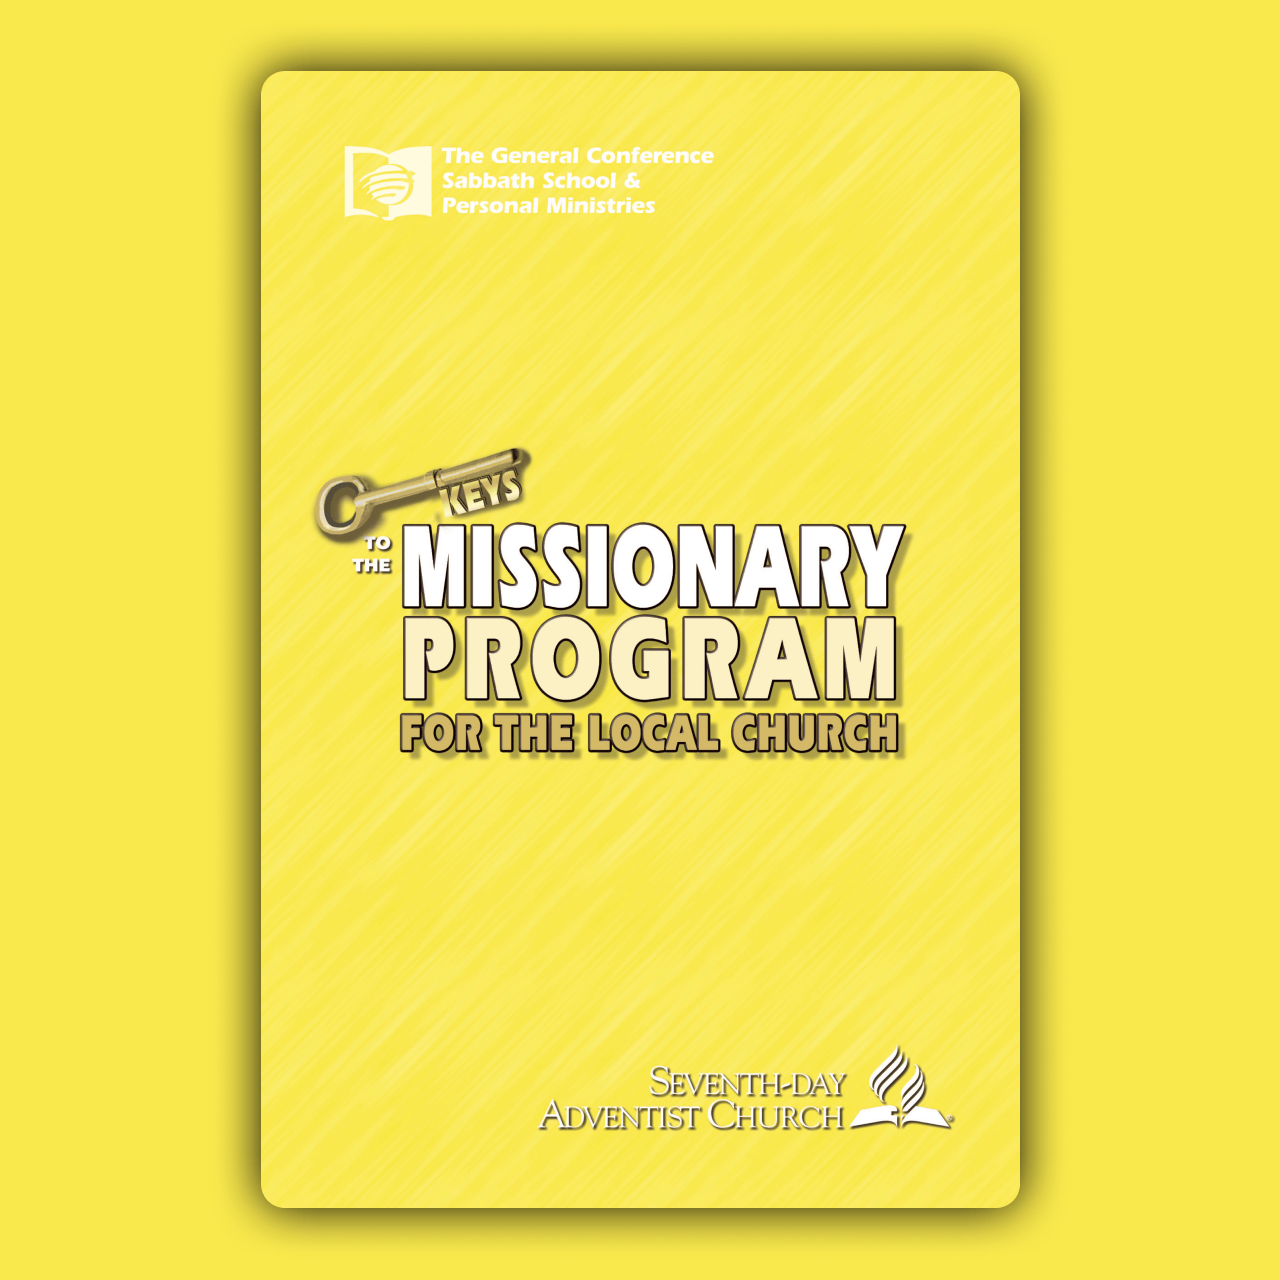 The General Conference
Sabbath School &
Personal Ministries
KEYS
TO
THE
MISSIONARY
PROGRAM
FOR THE LOCAL CHURCH
SEVENTH-DAY
ADVENTIST CHURCH